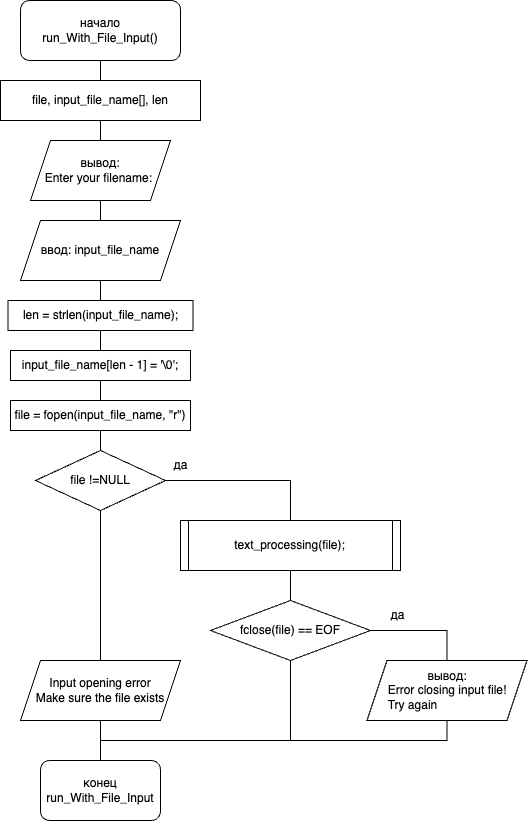 начало
run_With_File_Input()
file, input_file_name[], len
вывод:
Enter your filename:
ввод: input_file_name
len = strlen(input_file_name);
input_file_name[len - 1] = '\0';
file = fopen(input_file_name, "r")
file !=NULL
да
text_processing(file);
fclose(file) == EOF
да
Input opening error
Make sure the file exists
вывод:
Error closing input file!
Try again
конец
run_With_File_Input